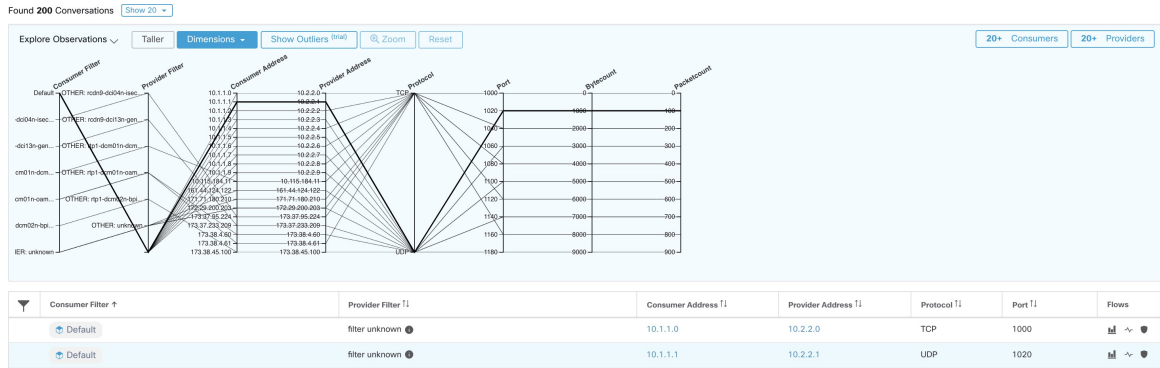 Found 200 Conversations Show 20
Explore Observations Taller Dimensions Show Outliers (trial) Zoom Reset 20+ Consumers 20+ Providers
Consumer Filter Provider Filter Consumer Address Provider Address Protocol Port Bytecount Packetcount
Default OTHER: rcdn9-dci04n-isec... 10.1.1.0 10.2.2.0 TCP 1000 0 0
10.1.1.1 10.2.2.1
10.1.1.2 10.2.2.2 1020 1000 100
-dci04n-isec... OTHER: rcdn9-dci13n-gen... 10.1.1.3 10.2.2.3
10.1.1.4 10.2.2.4 1040 2000 200
10.1.1.5 10.2.2.5
-dci13n-gen... OTHER: rtp1-dcm01n-dcm... 10.1.1.6 10.2.2.6 1060 3000 300
10.1.1.7 10.2.2.7
10.1.1.8 10.2.2.8 1080 4000 400
cm01n-dcm... OTHER: rtp1-dcm01n-oam... 10.1.1.9 10.2.2.9
10.115.184.11 10.115.184.11 1100 5000 500
161.44.124.122 161.44.124.122
cm01n-oam... OTHER: rtp1-dcm02n-bpi... 171.71.180.210 171.71.180.210 1120 6000 600
172.29.200.203 172.29.200.203
173.37.95.224 173.37.95.224 1140 7000 700
dcm02n-bpi... OTHER: unknown 173.37.233.209 173.37.233.209
173.38.4.60 173.38.4.60 1160 8000 800
173.38.4.61 173.38.4.61
IER: unknown 173.38.45.100 173.38.45.100 UDP 1180 9000 900
Consumer Filter ↑ Provider Filter ↑↓ Consumer Address ↑↓ Provider Address ↑↓ Protocol ↑↓ Port ↑↓ Flows
Default filter unknown 10.1.1.0 10.2.2.0 TCP 1000
Default filter unknown 10.1.1.1 10.2.2.1 UDP 1020